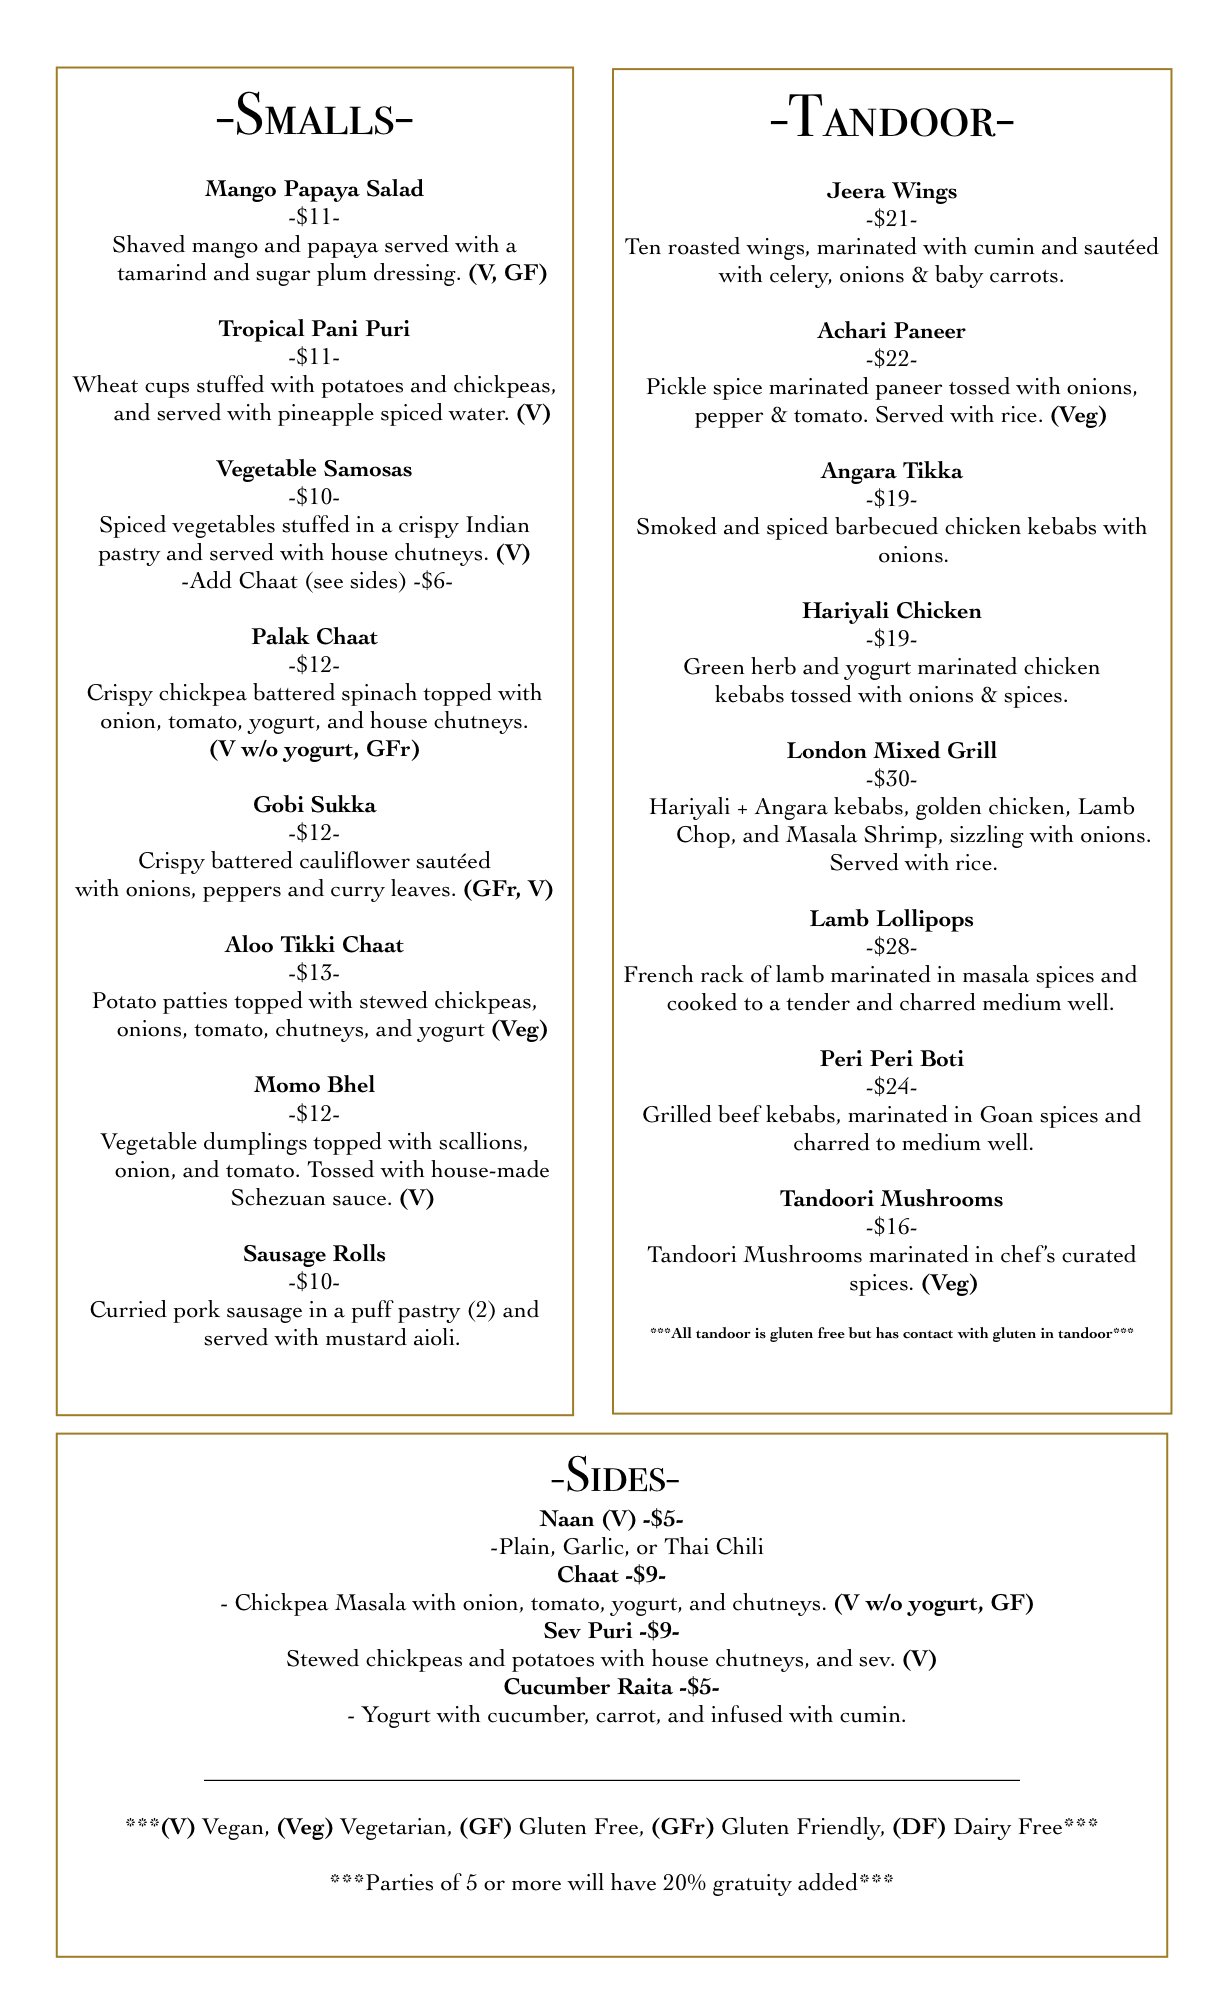 -Smalls-
Mango Papaya Salad
-$11-
Shaved mango and papaya served with a
tamarind and sugar plum dressing. (V, GF)
Tropical Pani Puri
-$11-
Wheat cups stuffed with potatoes and chickpeas,
and served with pineapple spiced water. (V)
Vegetable Samosas
-$10-
Spiced vegetables stuffed in a crispy Indian
pastry and served with house chutneys. (V)
-Add Chaat (see sides) -$6-
Palak Chaat
-$12-
Crispy chickpea battered spinach topped with
onion, tomato, yogurt, and house chutneys.
(V w/o yogurt, GFr)
Gobi Sukka
-$12-
Crispy battered cauliflower sautéed
with onions, peppers and curry leaves. (GFr, V)
Aloo Tikki Chaat
-$13-
Potato patties topped with stewed chickpeas,
onions, tomato, chutneys, and yogurt (Veg)
Momo Bhel
-$12-
Vegetable dumplings topped with scallions,
onion, and tomato. Tossed with house-made
Schezuan sauce. (V)
Sausage Rolls
-$10-
Curried pork sausage in a puff pastry (2) and
served with mustard aioli.
-Tandoor-
Jeera Wings
-$21-
Ten roasted wings, marinated with cumin and sautéed
with celery, onions & baby carrots.
Achari Paneer
-$22-
Pickle spice marinated paneer tossed with onions,
pepper & tomato. Served with rice. (Veg)
Angara Tikka
-$19-
Smoked and spiced barbecued chicken kebabs with
onions.
Hariyali Chicken
-$19-
Green herb and yogurt marinated chicken
kebabs tossed with onions & spices.
London Mixed Grill
-$30-
Hariyali + Angara kebabs, golden chicken, Lamb
Chop, and Masala Shrimp, sizzling with onions.
Served with rice.
Lamb Lollipops
-$28-
French rack of lamb marinated in masala spices and
cooked to a tender and charred medium well.
Peri Peri Boti
-$24-
Grilled beef kebabs, marinated in Goan spices and
charred to medium well.
Tandoori Mushrooms
-$16-
Tandoori Mushrooms marinated in chef's curated
spices. (Veg)
***All tandoor is gluten free but has contact with gluten in tandoor***
-Sides-
Naan (V) -$5-
-Plain, Garlic, or Thai Chili
Chaat -$9-
- Chickpea Masala with onion, tomato, yogurt, and chutneys. (V w/o yogurt, GF)
Sev Puri -$9-
Stewed chickpeas and potatoes with house chutneys, and sev. (V)
Cucumber Raita -$5-
- Yogurt with cucumber, carrot, and infused with cumin.
***(V) Vegan, (Veg) Vegetarian, (GF) Gluten Free, (GFr) Gluten Friendly, (DF) Dairy Free***
***Parties of 5 or more will have 20% gratuity added***